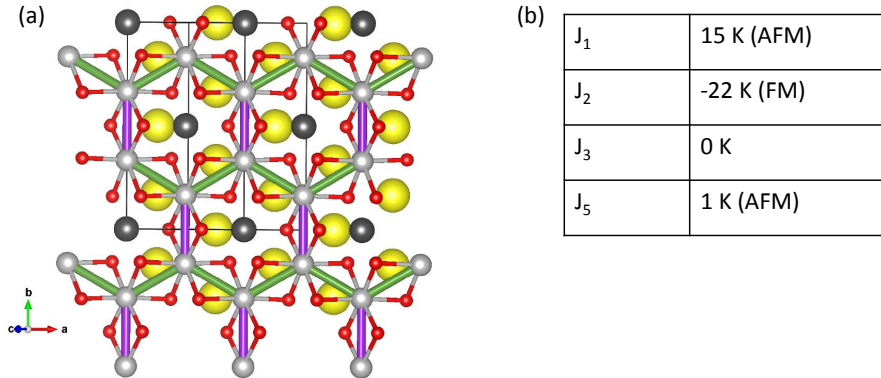 (a)
b
c
a
(b)
J₁ 15 K (AFM)
J₂ -22 K (FM)
J₃ 0 K
J₅ 1 K (AFM)